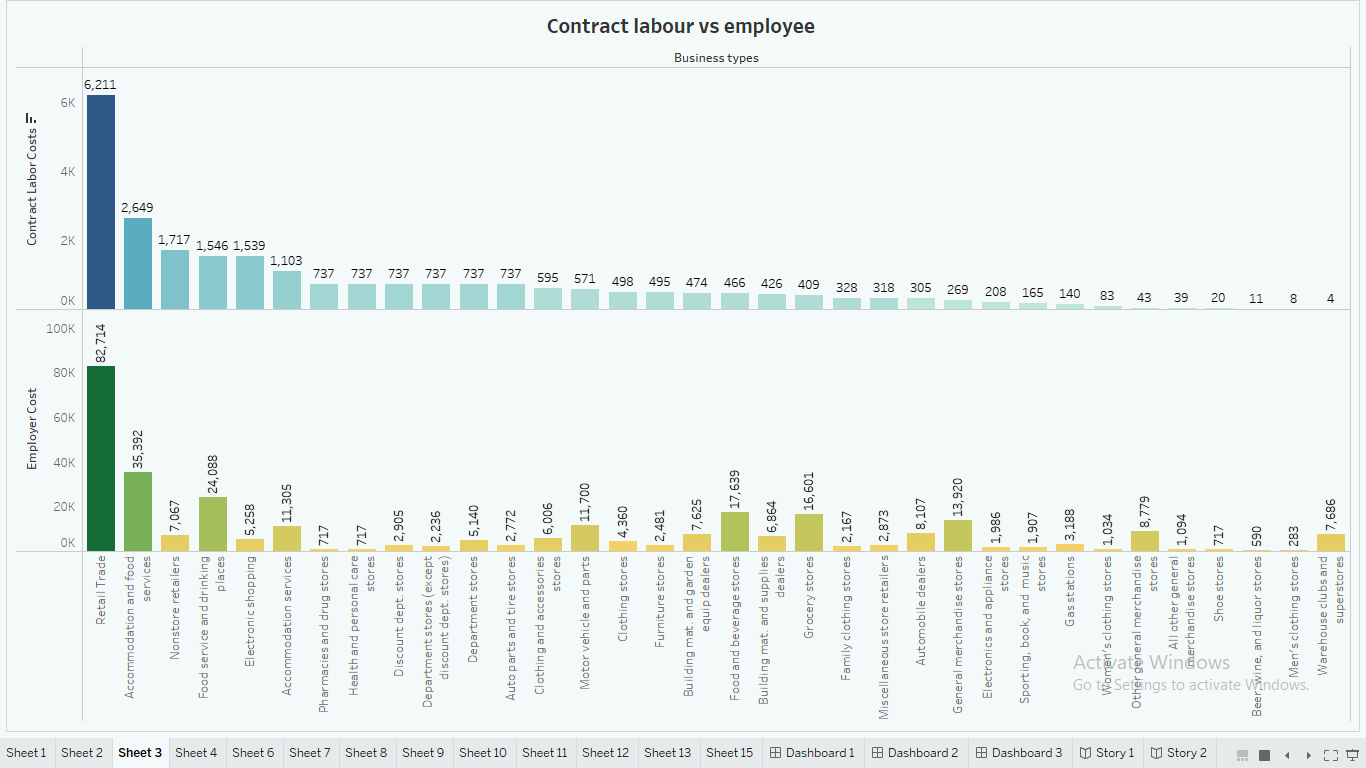 Contract labour vs employee
Business types
Contract Labor Costs
6K
4K
2K
0K
6,211
2,649
1,717
1,546
1,539
1,103
737
737
737
737
737
737
595
571
498
495
474
466
426
409
328
318
305
269
208
165
140
83
43
39
20
11
8
4
Employer Cost
100K
80K
60K
40K
20K
0K
82,714
35,392
7,067
24,088
5,258
11,305
717
717
2,905
2,236
5,140
2,772
6,006
11,700
4,360
2,481
7,625
17,639
6,864
16,601
2,167
2,873
8,107
13,920
1,986
1,907
3,188
1,034
8,779
1,094
717
590
283
7,686
Retail Trade
Accommodation and food
services
Nonstore retailers
Food service and drinking
places
Electronic shopping
Accommodation services
Pharmacies and drug stores
Health and personal care
stores
Discount dept. stores
Department stores (except
discount dept. stores)
Department stores
Auto parts and tire stores
Clothing and accessories
stores
Motor vehicle and parts
Clothing stores
Furniture stores
Building mat. and garden
equip dealers
Food and beverage stores
Building mat. and supplies
dealers
Grocery stores
Family clothing stores
Miscellaneous store retailers
Automobile dealers
General merchandise stores
Electronics and appliance
stores
Sporting, book, and music
stores
Gas stations
Women's clothing stores
Other general merchandise
stores
All other general
merchandise stores
Shoe stores
Beer, wine, and liquor stores
Men's clothing stores
Warehouse clubs and
superstores
Activate Windows
Go to Settings to activate Windows.
Sheet 1 Sheet 2 Sheet 3 Sheet 4 Sheet 6 Sheet 7 Sheet 8 Sheet 9 Sheet 10 Sheet 11 Sheet 12 Sheet 13 Sheet 15 Dashboard 1 Dashboard 2 Dashboard 3 Story 1 Story 2